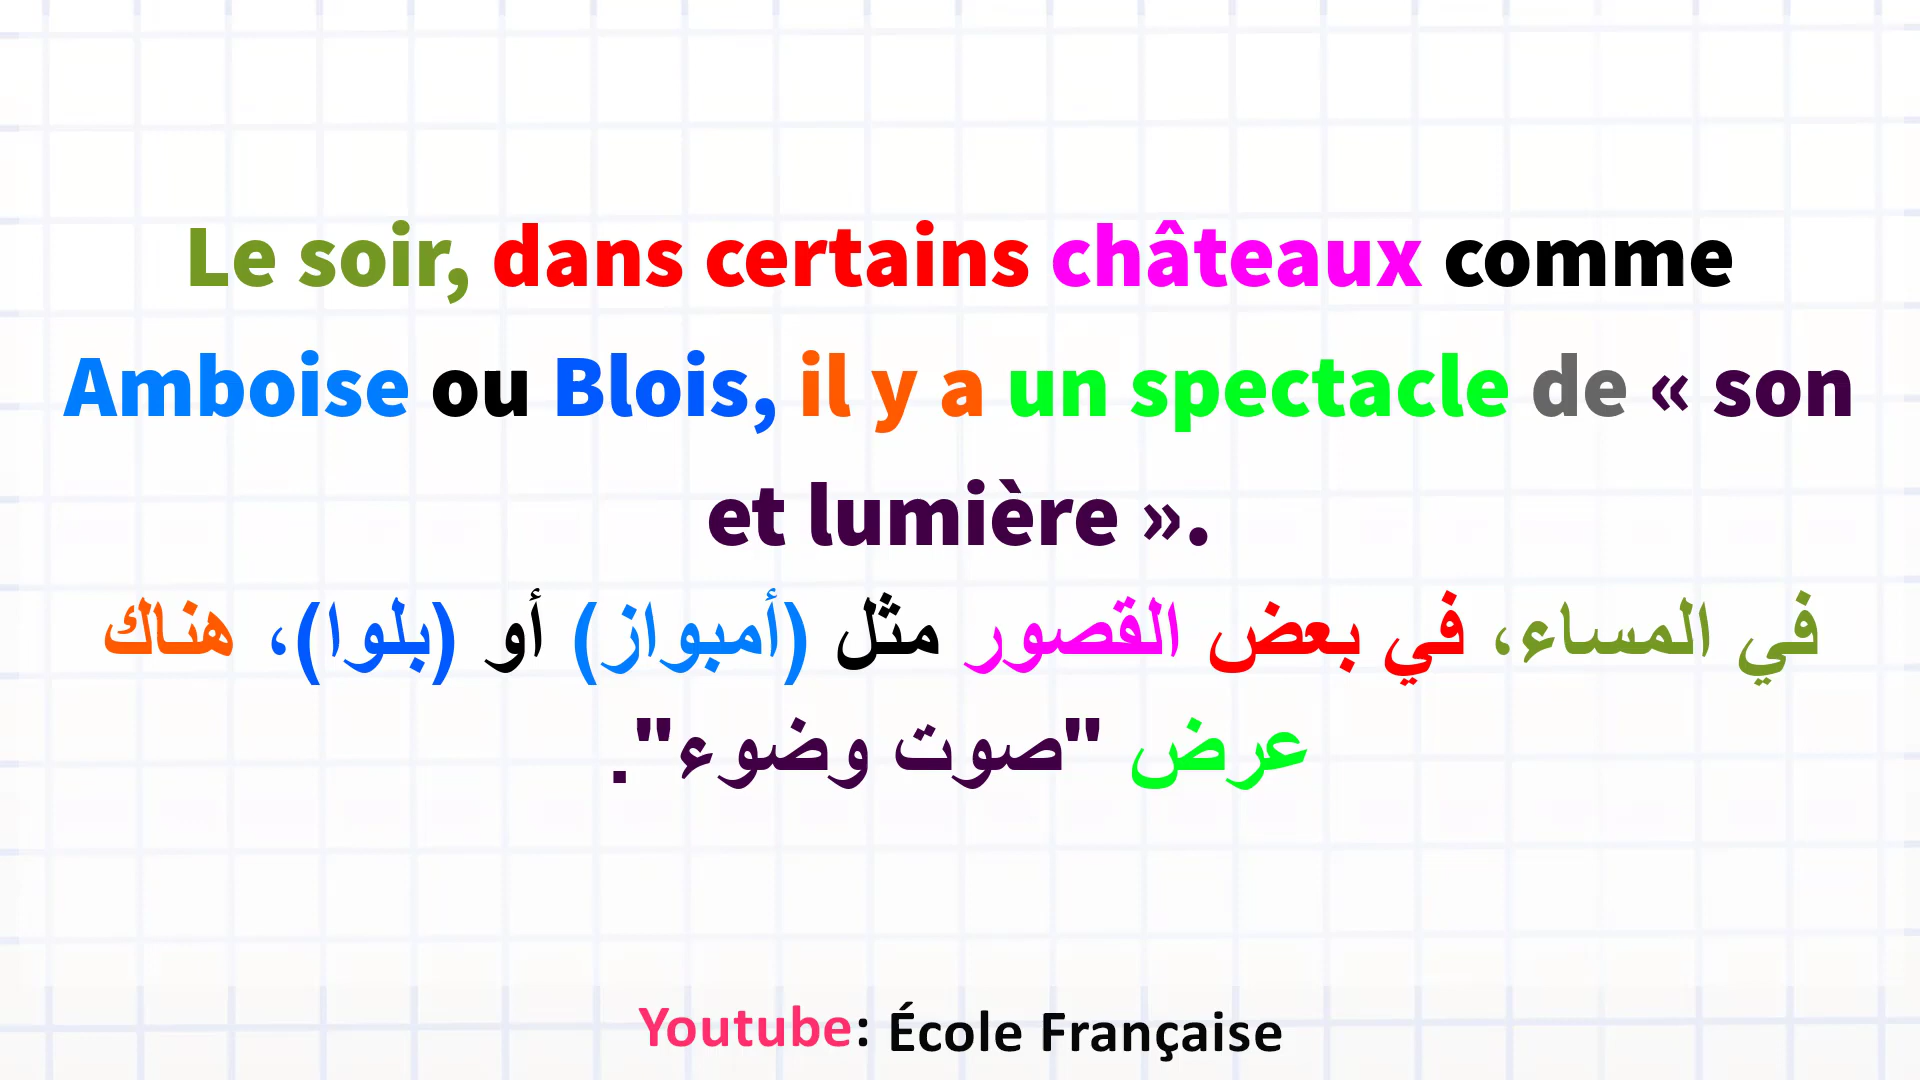 Le soir, dans certains châteaux comme
Amboise ou Blois, il y a un spectacle de « son
et lumière ».
في المساء، في بعض القصور مثل (أمبواز) أو (بلوا)، هناك
عرض "صوت وضوء".
Youtube: École Française